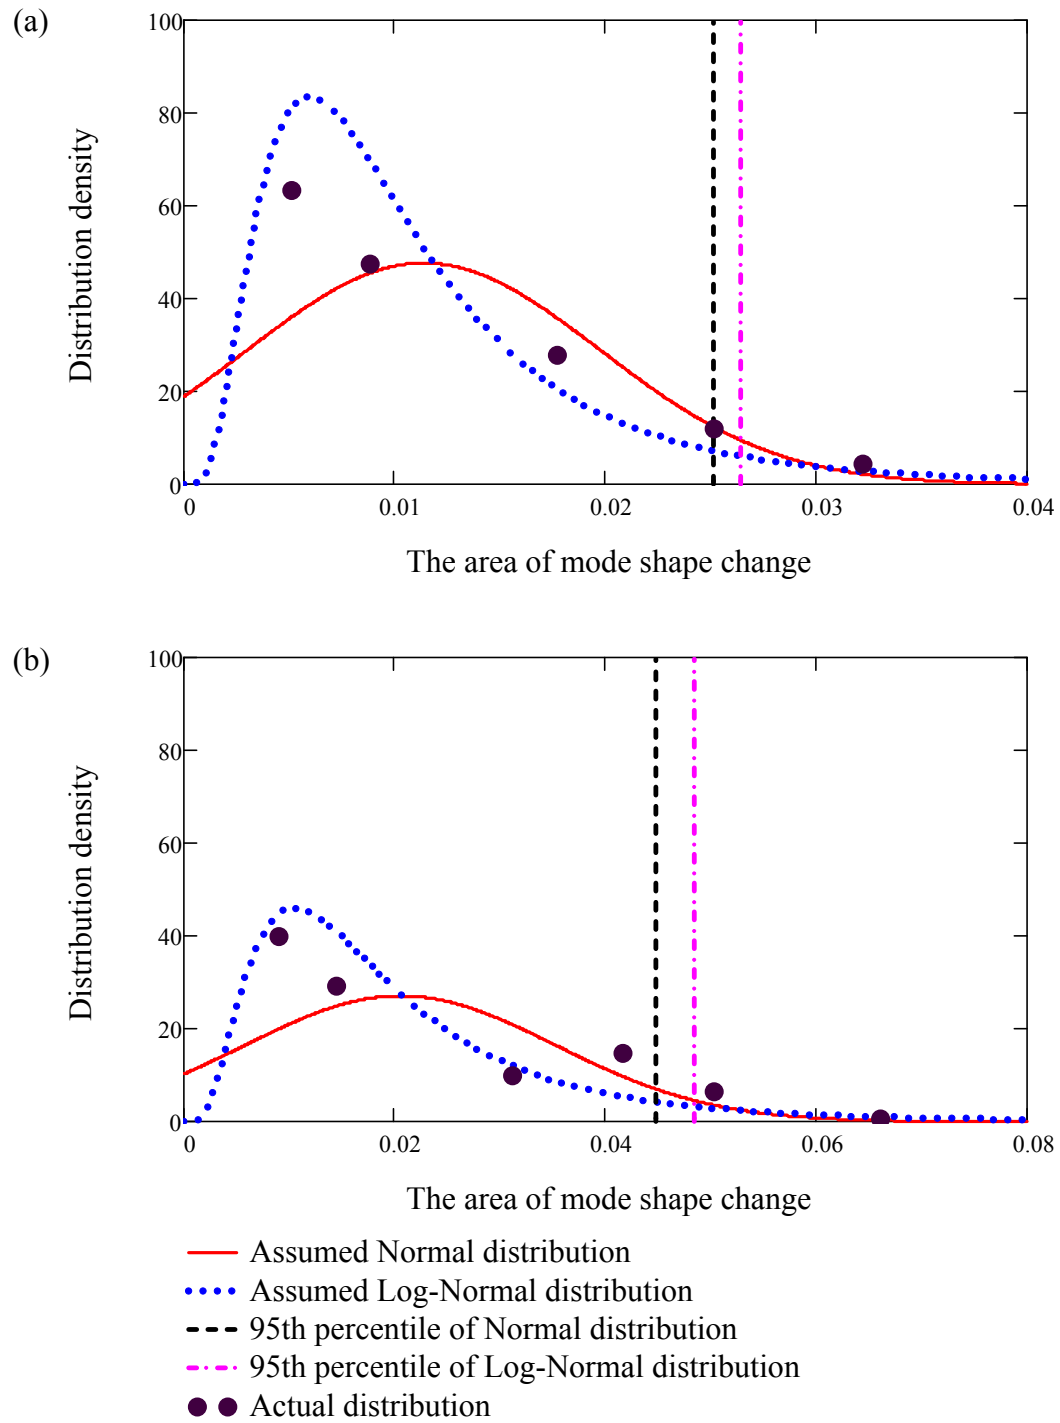 (a)
Distribution density
100
80
60
40
20
0
0 0.01 0.02 0.03 0.04
The area of mode shape change
(b)
Distribution density
100
80
60
40
20
0
0 0.02 0.04 0.06 0.08
The area of mode shape change
Assumed Normal distribution
Assumed Log-Normal distribution
95th percentile of Normal distribution
95th percentile of Log-Normal distribution
Actual distribution